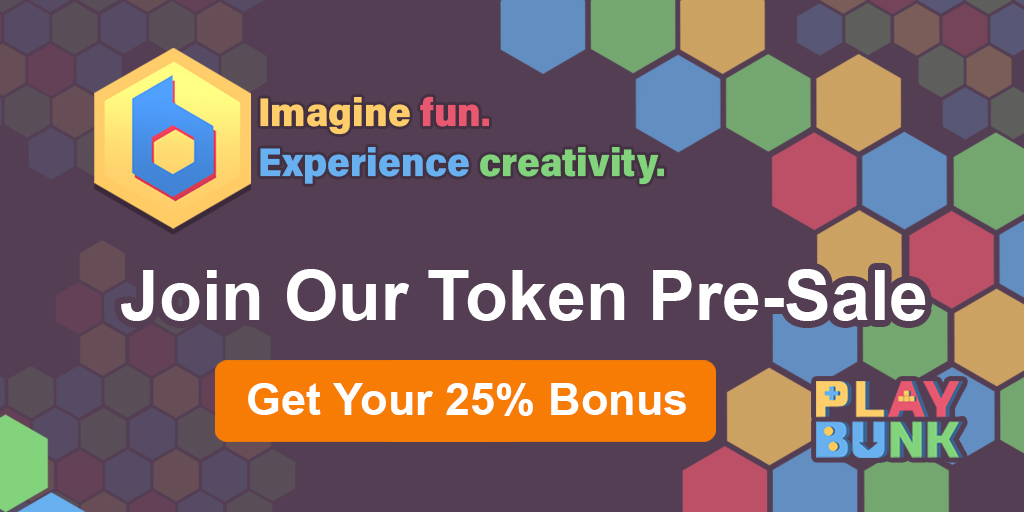 Imagine fun.
Experience creativity.
Join Our Token Pre-Sale
Get Your 25% Bonus
PLAY
BUNK